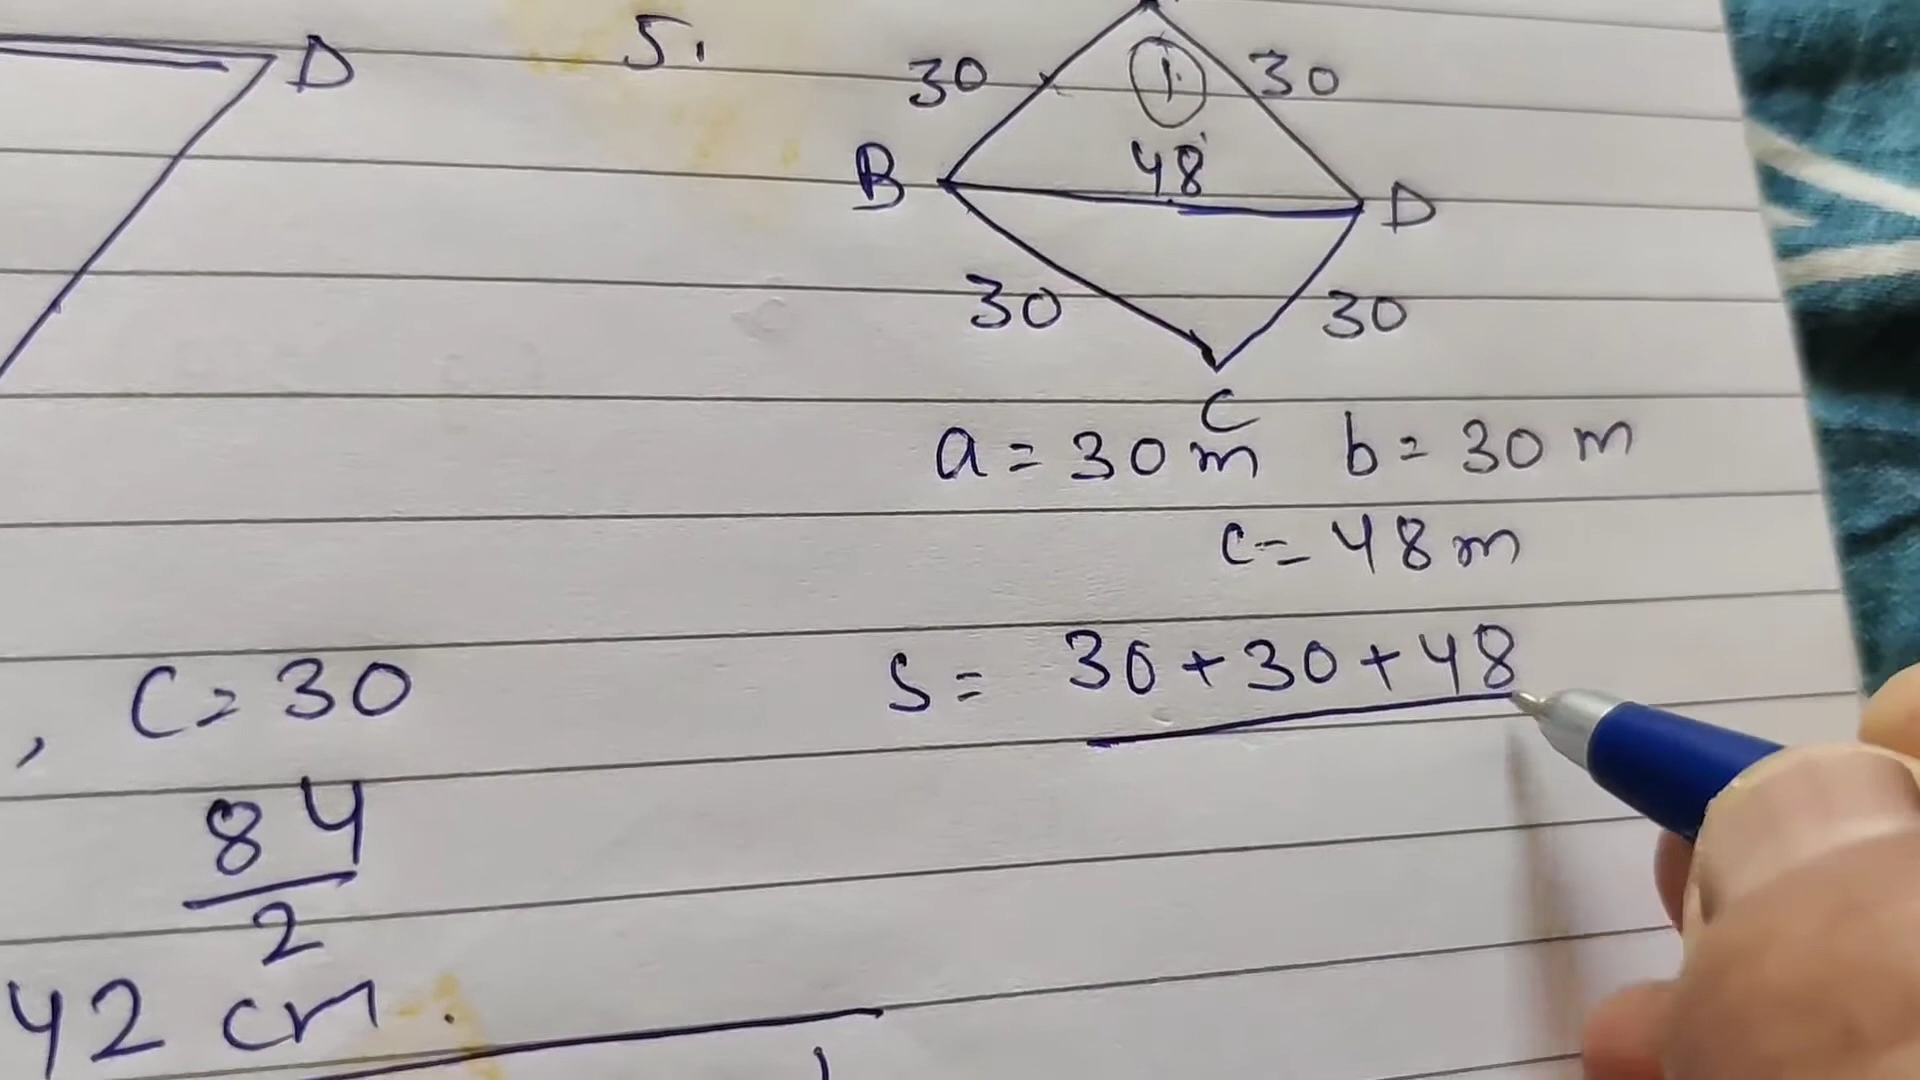 D
5.
30 1. 30
48
B D
30 30
C
a = 30 m b = 30 m
c = 48 m
, C = 30
S = 30 + 30 + 48
84
2
42 cm.